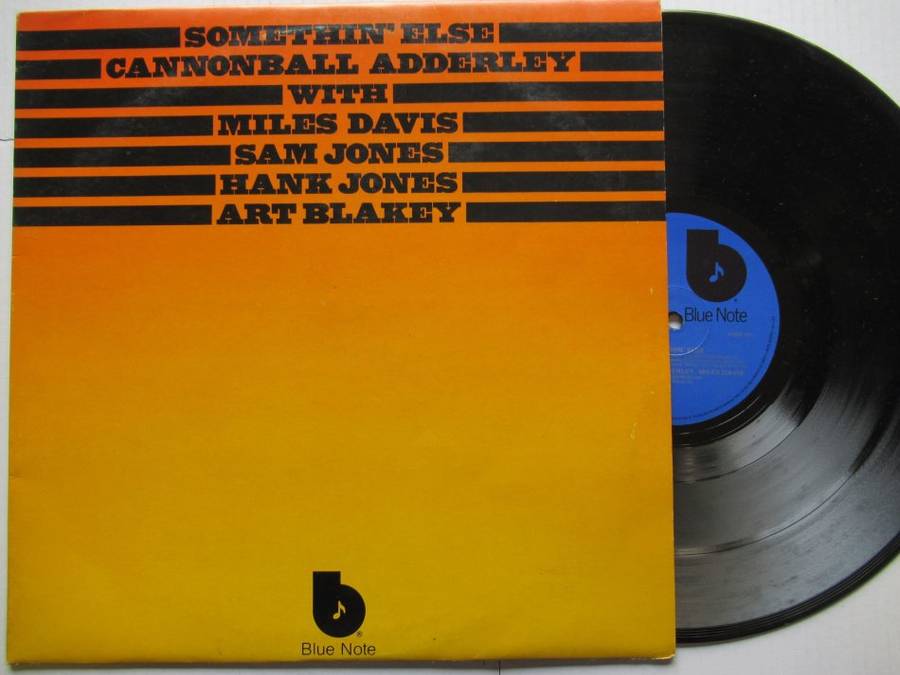 SOMETHIN' ELSE
CANNONBALL ADDERLEY
WITH
MILES DAVIS
SAM JONES
HANK JONES
ART BLAKEY
b
®
Blue Note
b
®
Blue Note